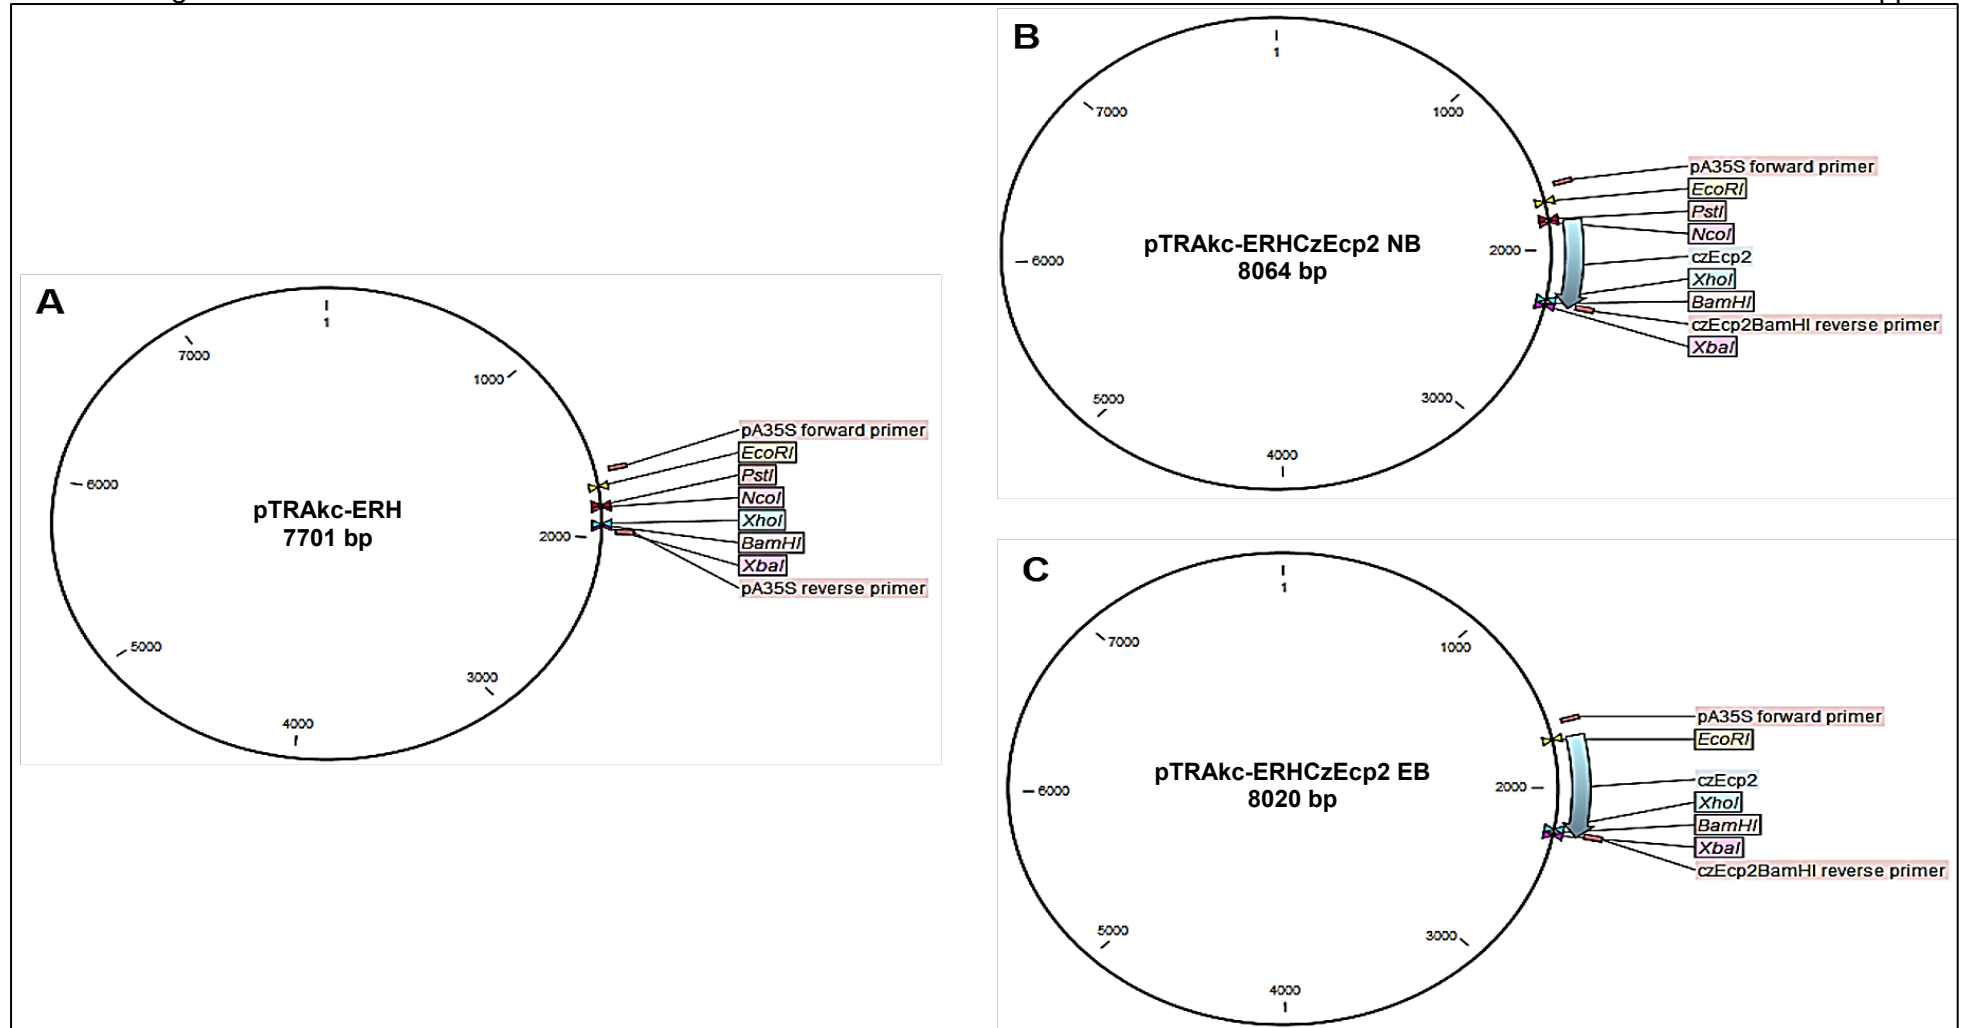 A
1
1000
2000
3000
4000
5000
6000
7000
pTRAkc-ERH
7701 bp
pA35S forward primer
EcoRI
PstI
NcoI
XhoI
BamHI
XbaI
pA35S reverse primer
B
1
1000
2000
3000
4000
5000
6000
7000
pTRAkc-ERHCzEcp2 NB
8064 bp
pA35S forward primer
EcoRI
PstI
NcoI
czEcp2
XhoI
BamHI
czEcp2BamHI reverse primer
XbaI
C
1
1000
2000
3000
4000
5000
6000
7000
pTRAkc-ERHCzEcp2 EB
8020 bp
pA35S forward primer
EcoRI
czEcp2
XhoI
BamHI
XbaI
czEcp2BamHI reverse primer